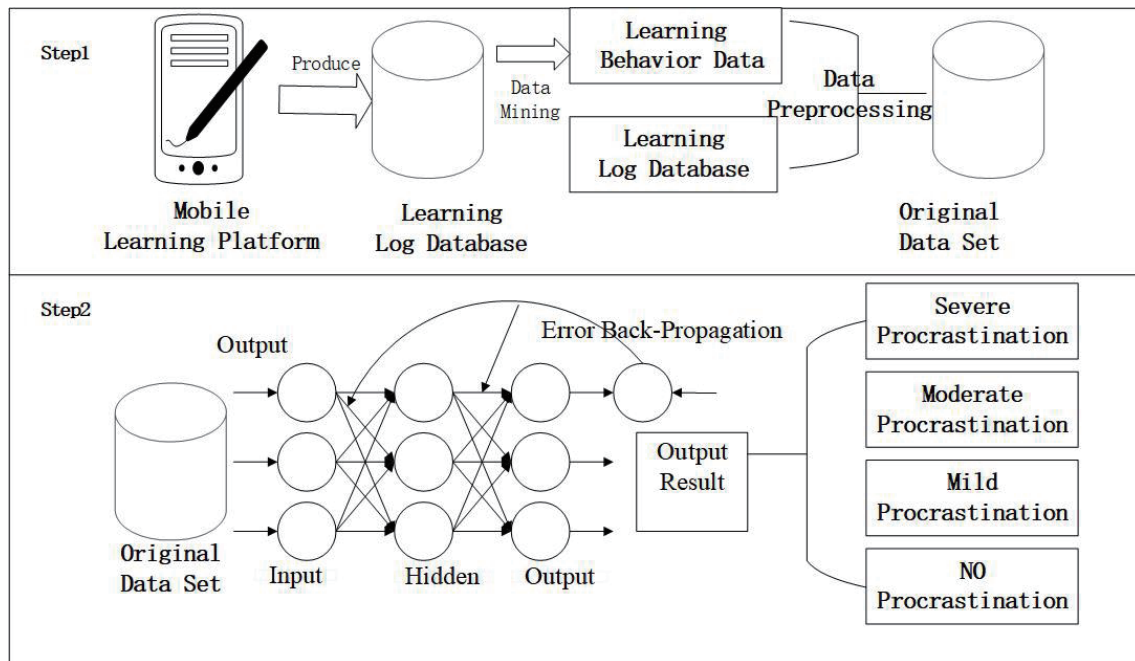 Step1
Produce
Data
Mining
Learning
Behavior Data
Learning
Log Database
Data
Preprocessing
Mobile
Learning Platform
Learning
Log Database
Original
Data Set
Step2
Output
Error Back-Propagation
Original
Data Set
Input
Hidden
Output
Output
Result
Severe
Procrastination
Moderate
Procrastination
Mild
Procrastination
NO
Procrastination